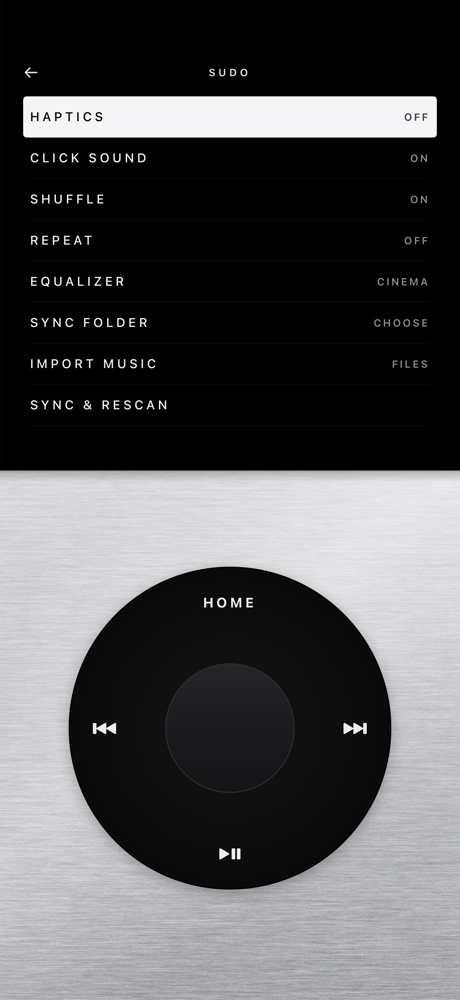 SUDO
HAPTICS OFF
CLICK SOUND ON
SHUFFLE ON
REPEAT OFF
EQUALIZER CINEMA
SYNC FOLDER CHOOSE
IMPORT MUSIC FILES
SYNC & RESCAN
HOME